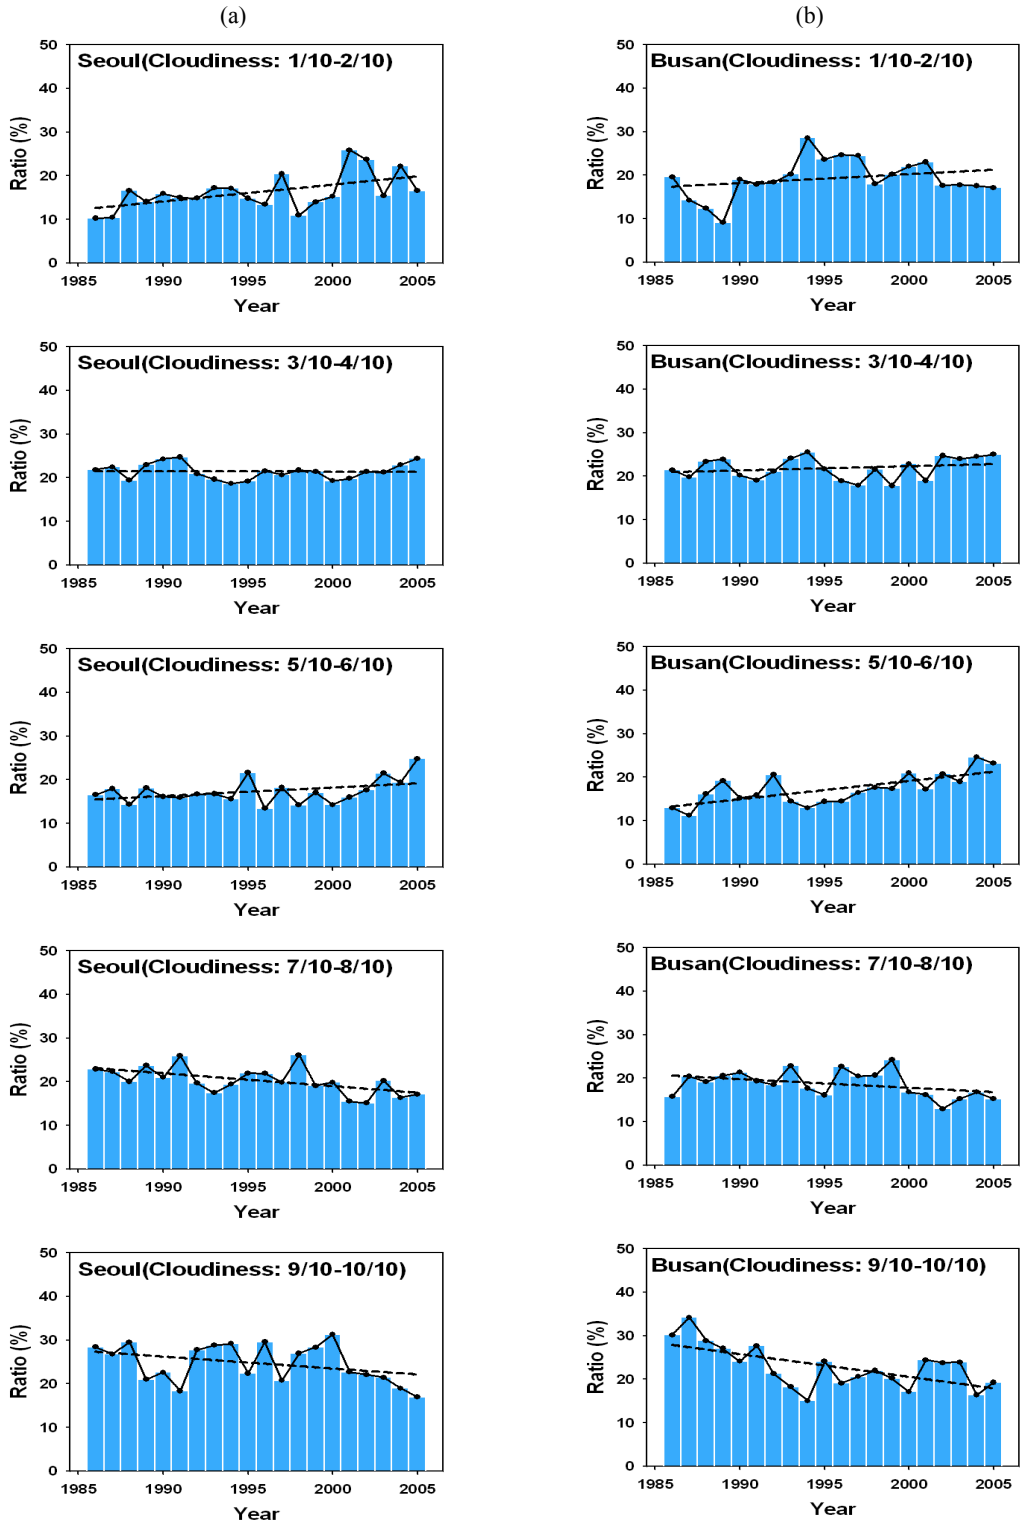 (a)
(b)
Seoul(Cloudiness: 1/10-2/10)
Ratio (%)
50
40
30
20
10
0
1985 1990 1995 2000 2005
Year
Busan(Cloudiness: 1/10-2/10)
Ratio (%)
50
40
30
20
10
0
1985 1990 1995 2000 2005
Year
Seoul(Cloudiness: 3/10-4/10)
Ratio (%)
50
40
30
20
10
0
1985 1990 1995 2000 2005
Year
Busan(Cloudiness: 3/10-4/10)
Ratio (%)
50
40
30
20
10
0
1985 1990 1995 2000 2005
Year
Seoul(Cloudiness: 5/10-6/10)
Ratio (%)
50
40
30
20
10
0
1985 1990 1995 2000 2005
Year
Busan(Cloudiness: 5/10-6/10)
Ratio (%)
50
40
30
20
10
0
1985 1990 1995 2000 2005
Year
Seoul(Cloudiness: 7/10-8/10)
Ratio (%)
50
40
30
20
10
0
1985 1990 1995 2000 2005
Year
Busan(Cloudiness: 7/10-8/10)
Ratio (%)
50
40
30
20
10
0
1985 1990 1995 2000 2005
Year
Seoul(Cloudiness: 9/10-10/10)
Ratio (%)
50
40
30
20
10
0
1985 1990 1995 2000 2005
Year
Busan(Cloudiness: 9/10-10/10)
Ratio (%)
50
40
30
20
10
0
1985 1990 1995 2000 2005
Year